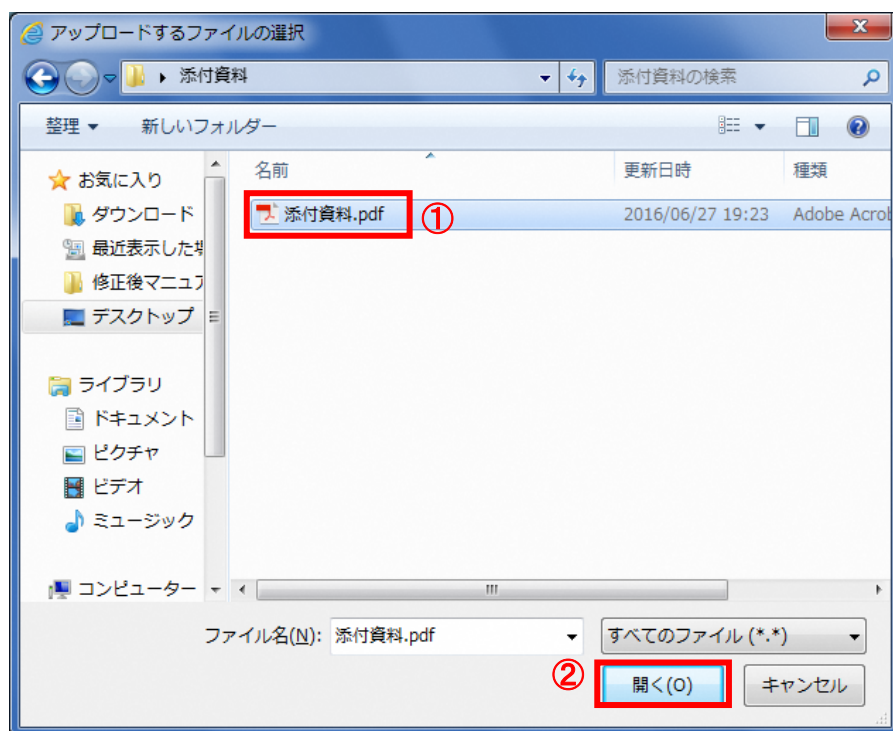 アップロードするファイルの選択
添付資料
添付資料の検索
整理
新しいフォルダー
名前
更新日時
種類
お気に入り
ダウンロード
最近表示した
修正後マニュア
デスクトップ
ライブラリ
ドキュメント
ピクチャ
ビデオ
ミュージック
コンピューター
添付資料.pdf
①
2016/06/27 19:23
Adobe Acrob
ファイル名(N):
添付資料.pdf
すべてのファイル (*.*)
②
開く(O)
キャンセル